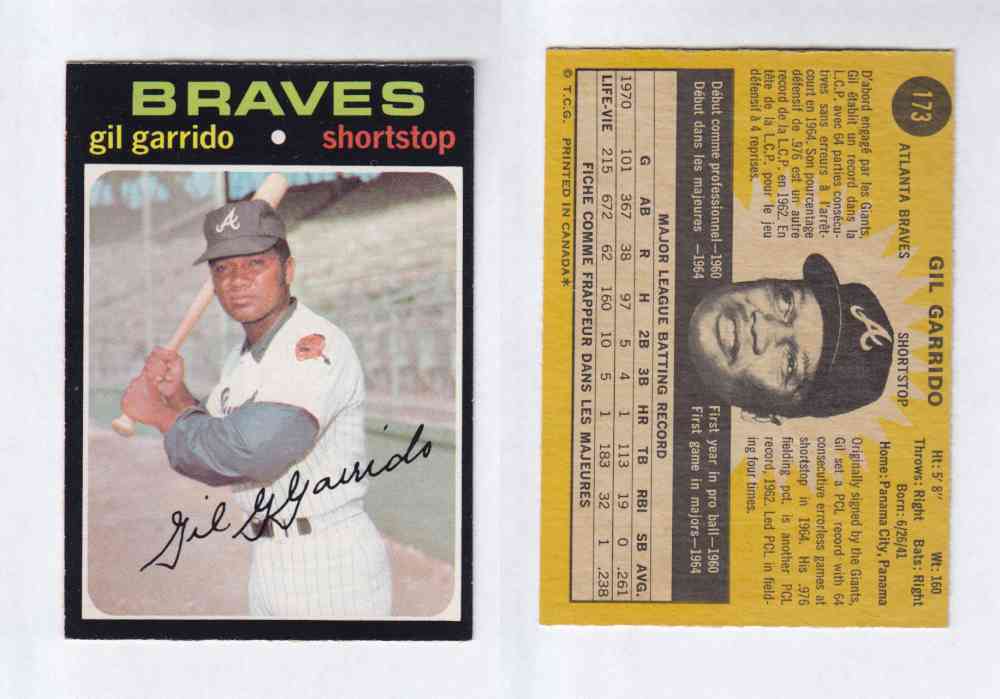 BRAVES
gil garrido • shortstop
A
Gil G Garrido
173
GIL GARRIDO
ATLANTA BRAVES SHORTSTOP
Ht: 5'8" Wt: 160
Throws: Right Bats: Right
Born: 6/26/41
Home: Panama City, Panama
D'abord engagé par les Giants,
Gil établit un record dans la
L.C.P. avec 64 parties consécu-
tives sans erreurs à l'arrêt-
court en 1964. Son pourcentage
défensif de .976 est un autre
record de la L.C.P. en 1962. En
tête de la L.C.P. pour le jeu
défensif à 4 reprises.
A
Originally signed by the Giants,
Gil set a PCL record with 64
consecutive errorless games at
shortstop in 1964. His .976
fielding pct. is another PCL
record, 1962. Led PCL in field-
ing four times.
Début comme professionnel—1960
Début dans les majeures —1964
First year in pro ball—1960
First game in majors—1964
MAJOR LEAGUE BATTING RECORD
G AB R H 2B 3B HR TB RBI SB AVG.
1970 101 367 38 97 5 4 1 113 19 0 .261
LIFE-VIE 215 672 62 160 10 5 1 183 32 1 .238
FICHE COMME FRAPPEUR DANS LES MAJEURES
© T.C.G. PRINTED IN CANADA*